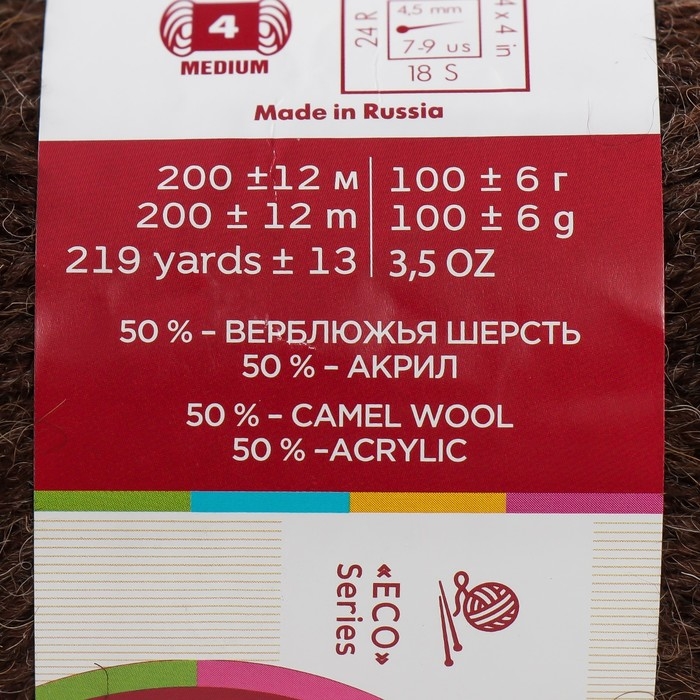 4
MEDIUM
24 R
4,5 mm
7-9 us
4 x 4 in
18 S
Made in Russia
200 ±12 м
100 ± 6 г
200 ± 12 m
100 ± 6 g
219 yards ± 13
3,5 OZ
50 % – ВЕРБЛЮЖЬЯ ШЕРСТЬ
50 % – АКРИЛ
50 % – CAMEL WOOL
50 % –ACRYLIC
«ECO»
Series